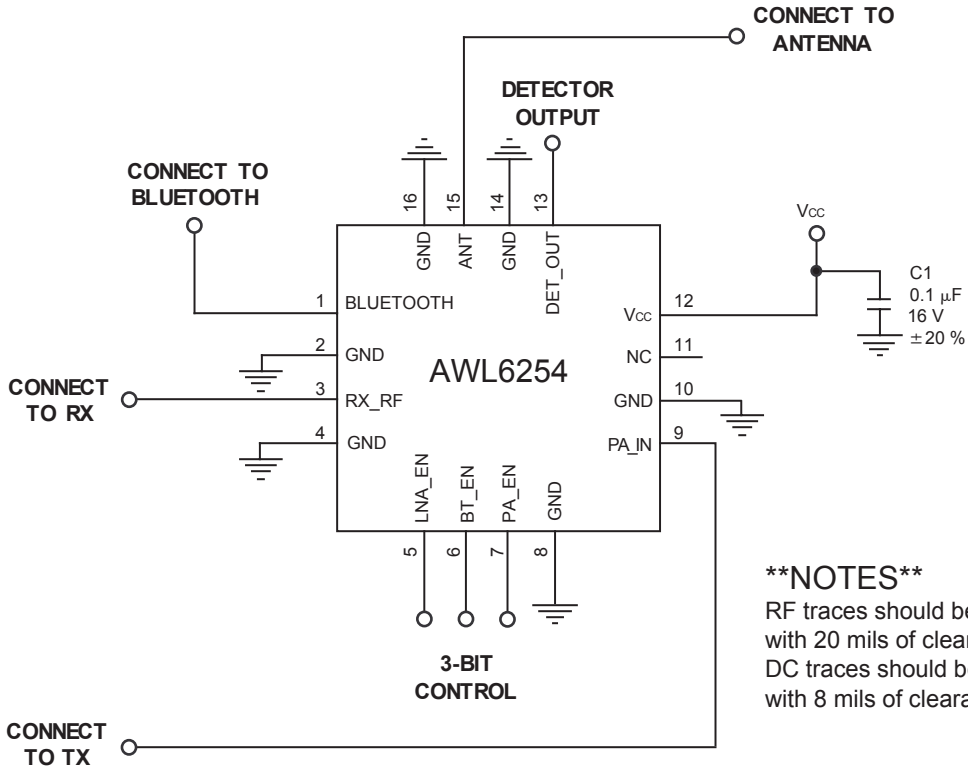 CONNECT TO
ANTENNA
DETECTOR
OUTPUT
CONNECT TO
BLUETOOTH
16
15
14
13
GND
ANT
GND
DET_OUT
Vcc
C1
0.1 µF
16 V
±20 %
1
BLUETOOTH
2
GND
3
RX_RF
4
GND
AWL6254
12
Vcc
11
NC
10
GND
9
PA_IN
CONNECT
TO RX
LNA_EN
BT_EN
PA_EN
GND
5
6
7
8
3-BIT
CONTROL
**NOTES**
RF traces should be
with 20 mils of clear
DC traces should be
with 8 mils of cleara
CONNECT
TO TX